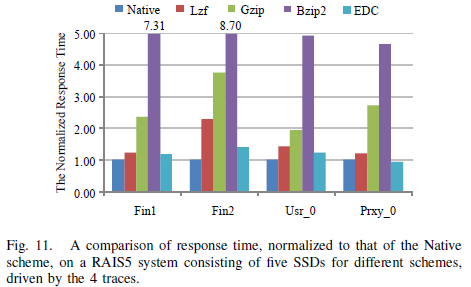 Native Lzf Gzip Bzip2 EDC
7.31 8.70
The Normalized Response Time
5.00
4.00
3.00
2.00
1.00
0.00
Fin1 Fin2 Usr_0 Prxy_0
Fig. 11. A comparison of response time, normalized to that of the Native
scheme, on a RAIS5 system consisting of five SSDs for different schemes,
driven by the 4 traces.